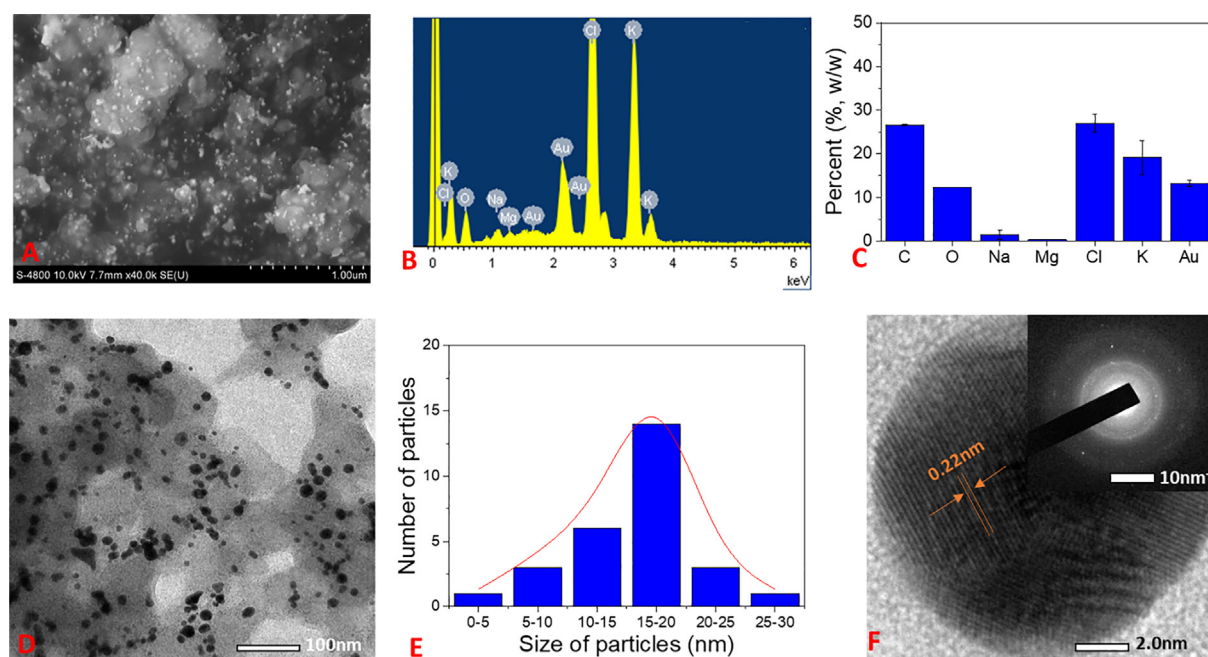 A
S-4800 10.0kV 7.7mm x40.0k SE(U)
1.00um
B
K
Cl
O
Na
Mg
Au
Au
Au
Cl
K
K
0 1 2 3 4 5 6
keV
C
Percent (%, w/w)
50
40
30
20
10
0
C O Na Mg Cl K Au
D
100nm
E
Number of particles
20
15
10
5
0
0-5 5-10 10-15 15-20 20-25 25-30
Size of particles (nm)
F
0.22nm
10nm
2.0nm